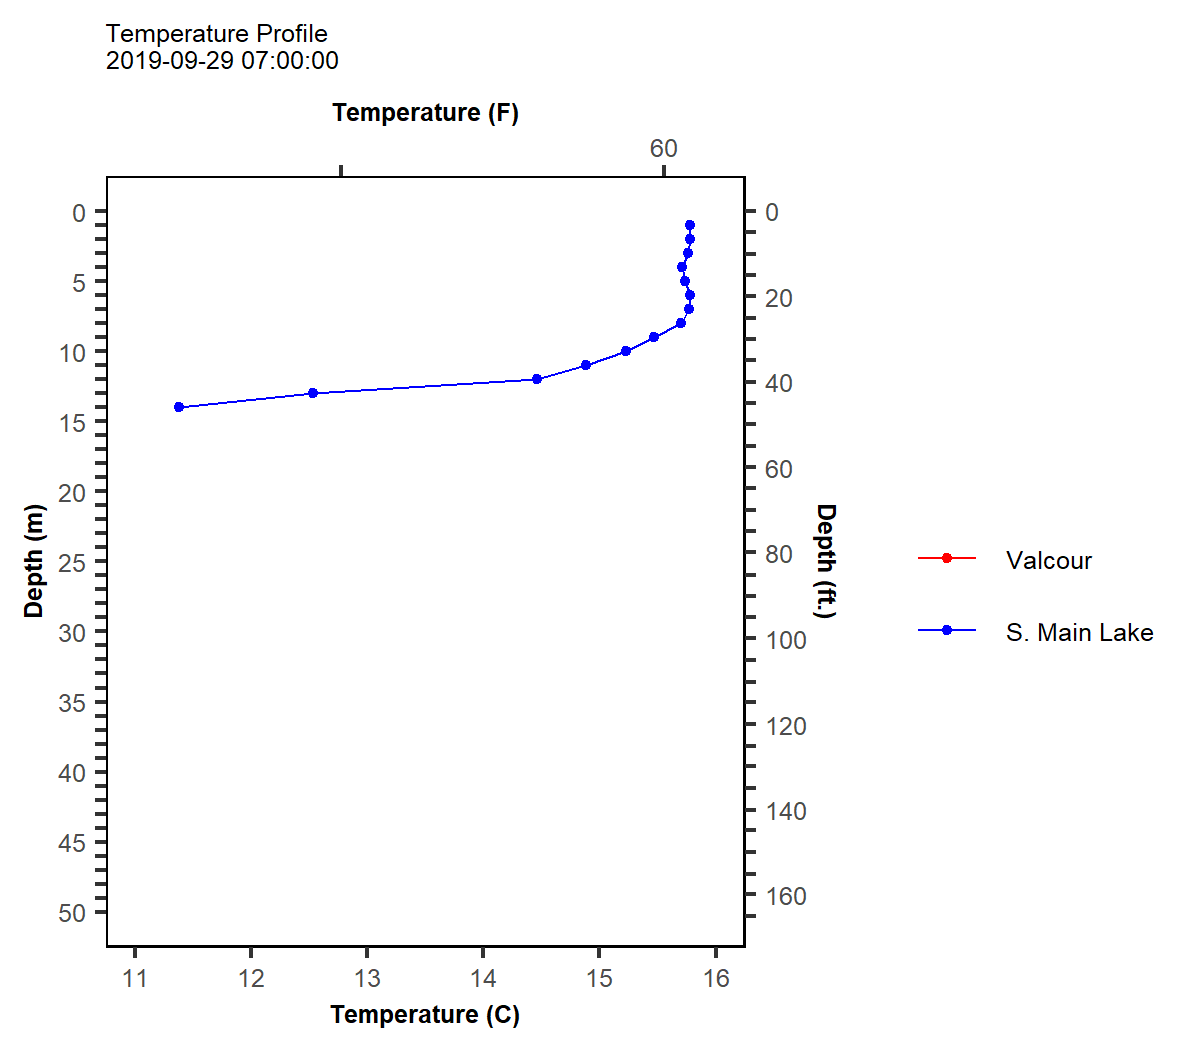 Temperature Profile
2019-09-29 07:00:00
Temperature (F)
60
0
5
10
15
20
25
30
35
40
45
50
Depth (m)
0
20
40
60
80
100
120
140
160
Depth (ft.)
11 12 13 14 15 16
Temperature (C)
Valcour
S. Main Lake